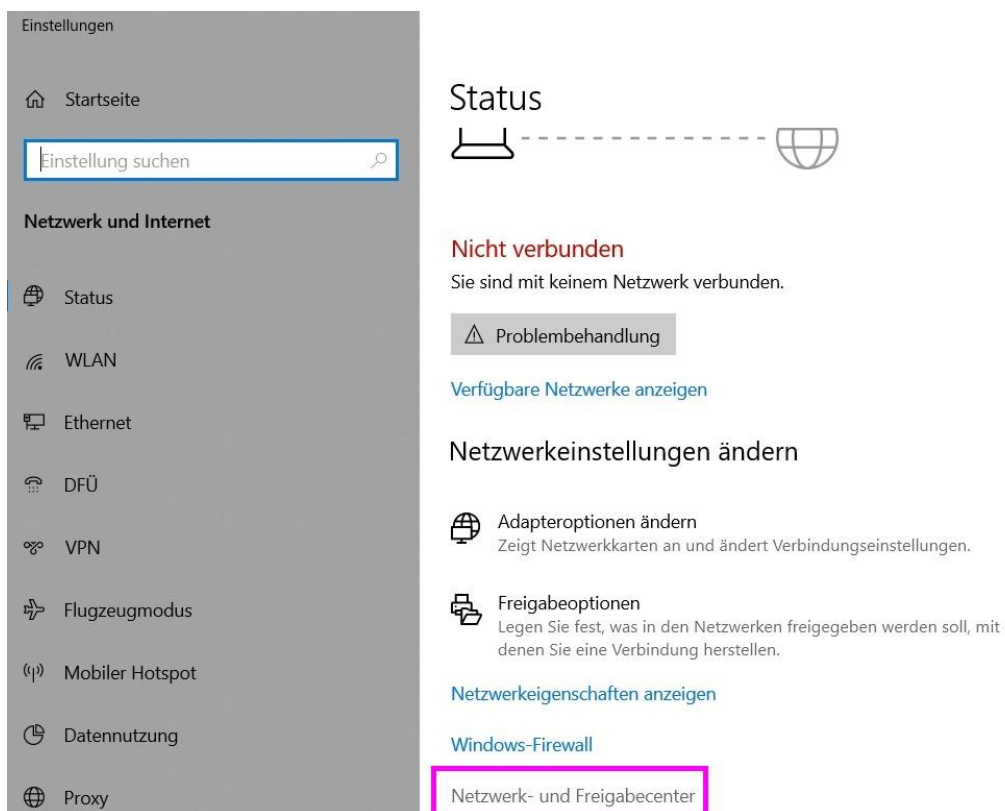 Einstellungen
Startseite
Einstellung suchen
Netzwerk und Internet
Status
WLAN
Ethernet
DFÜ
VPN
Flugzeugmodus
Mobiler Hotspot
Datennutzung
Proxy
Status
Nicht verbunden
Sie sind mit keinem Netzwerk verbunden.
Problembehandlung
Verfügbare Netzwerke anzeigen
Netzwerkeinstellungen ändern
Adapteroptionen ändern
Zeigt Netzwerkkarten an und ändert Verbindungseinstellungen.
Freigabeoptionen
Legen Sie fest, was in den Netzwerken freigegeben werden soll, mit
denen Sie eine Verbindung herstellen.
Netzwerkeigenschaften anzeigen
Windows-Firewall
Netzwerk- und Freigabecenter